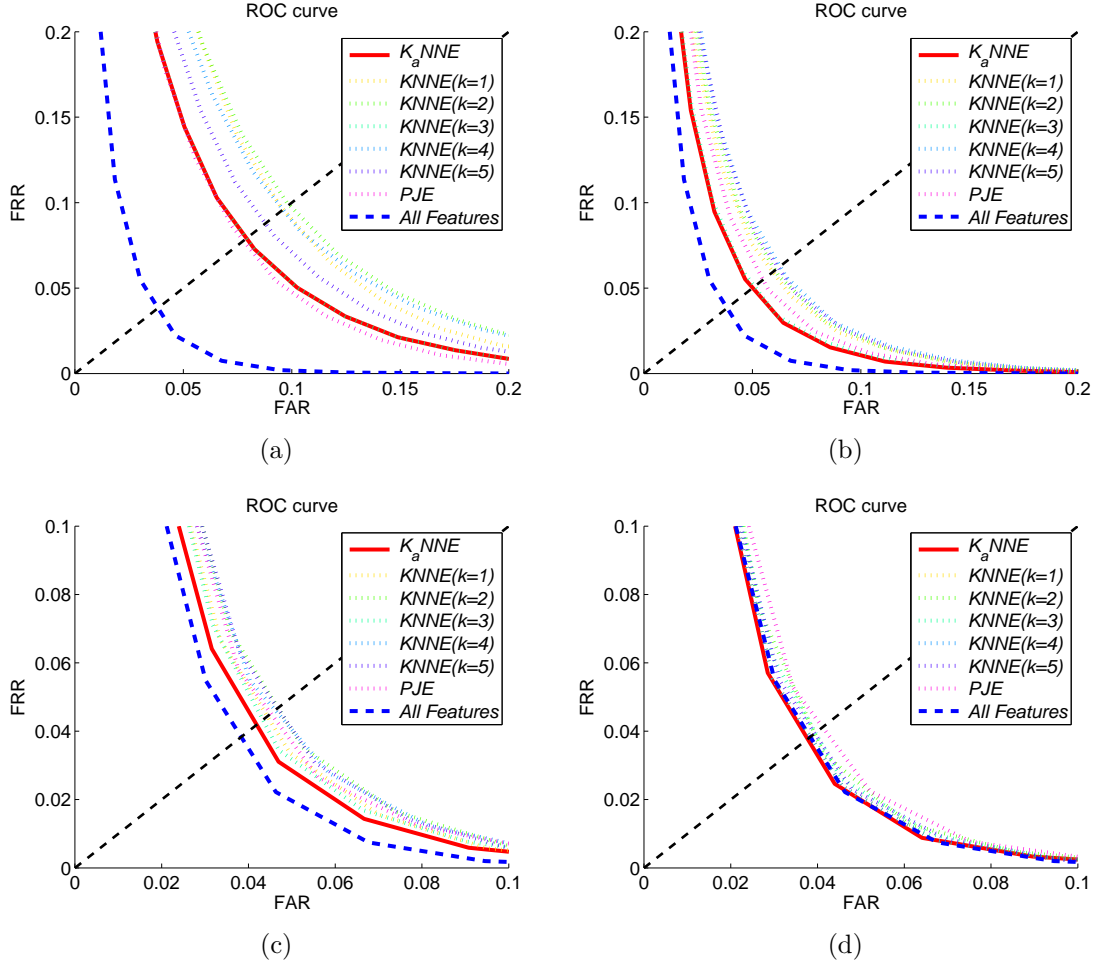 ROC curve
0.2
0.15
0.1
0.05
0
0 0.05 0.1 0.15 0.2
FRR
FAR
KaNNE
KNNE(k=1)
KNNE(k=2)
KNNE(k=3)
KNNE(k=4)
KNNE(k=5)
PJE
All Features
(a)
ROC curve
0.2
0.15
0.1
0.05
0
0 0.05 0.1 0.15 0.2
FRR
FAR
KaNNE
KNNE(k=1)
KNNE(k=2)
KNNE(k=3)
KNNE(k=4)
KNNE(k=5)
PJE
All Features
(b)
ROC curve
0.1
0.08
0.06
0.04
0.02
0
0 0.02 0.04 0.06 0.08 0.1
FRR
FAR
KaNNE
KNNE(k=1)
KNNE(k=2)
KNNE(k=3)
KNNE(k=4)
KNNE(k=5)
PJE
All Features
(c)
ROC curve
0.1
0.08
0.06
0.04
0.02
0
0 0.02 0.04 0.06 0.08 0.1
FRR
FAR
KaNNE
KNNE(k=1)
KNNE(k=2)
KNNE(k=3)
KNNE(k=4)
KNNE(k=5)
PJE
All Features
(d)